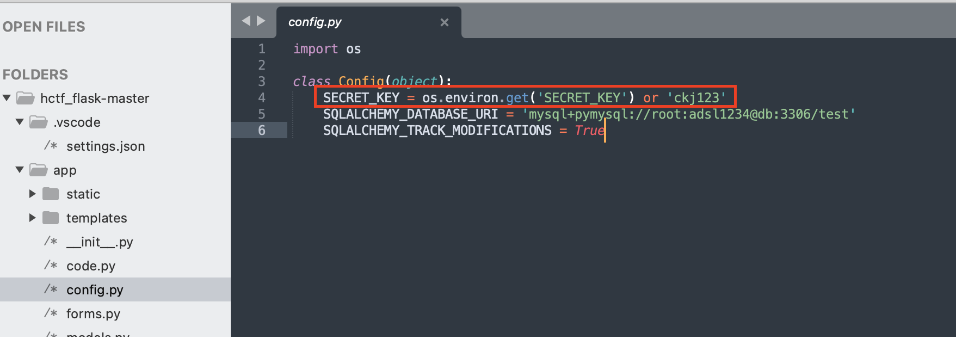 OPEN FILES
FOLDERS
hctf_flask-master
.vscode
settings.json
app
static
templates
/* __init__.py
/* code.py
/* config.py
/* forms.py
/* models.py
config.py
1 import os
2
3 class Config(object):
4 SECRET_KEY = os.environ.get('SECRET_KEY') or 'ckj123'
5 SQLALCHEMY_DATABASE_URI = 'mysql+pymysql://root:adsl1234@db:3306/test'
6 SQLALCHEMY_TRACK_MODIFICATIONS = True